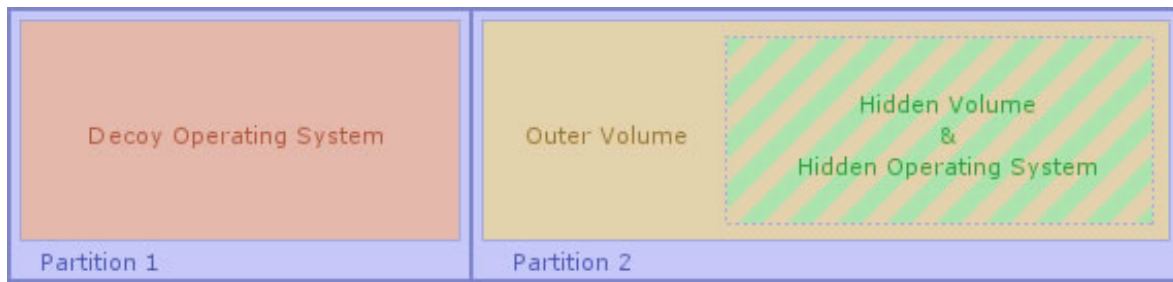 Decoy Operating System
Outer Volume
Hidden Volume
&
Hidden Operating System
Partition 1
Partition 2